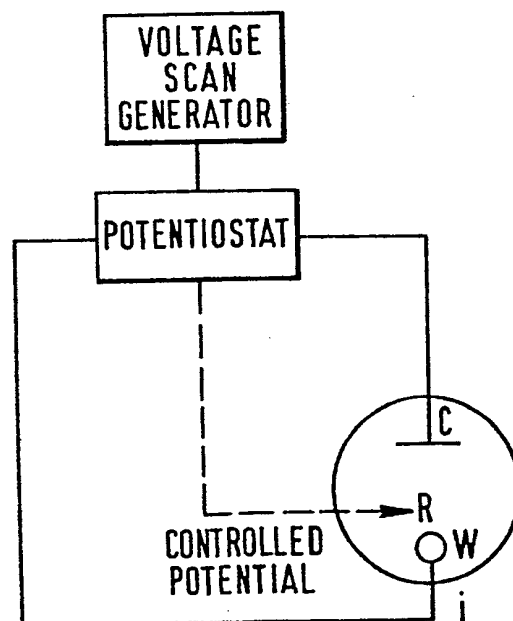 VOLTAGE
SCAN
GENERATOR
POTENTIOSTAT
C
R
W
CONTROLLED
POTENTIAL
i